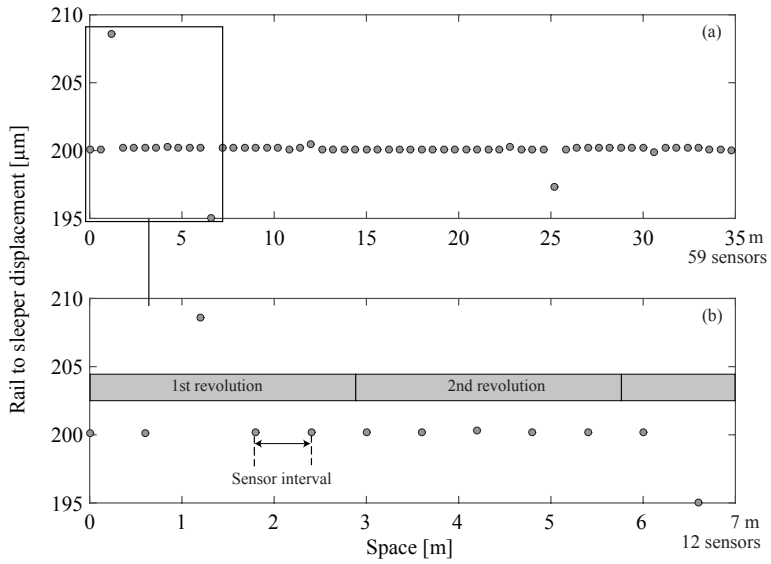 210
(a)
205
200
195
0 5 10 15 20 25 30 35 m
59 sensors
Rail to sleeper displacement [µm]
210
(b)
205
1st revolution 2nd revolution
200
Sensor interval
195
0 1 2 3 4 5 6 7 m
Space [m]
12 sensors